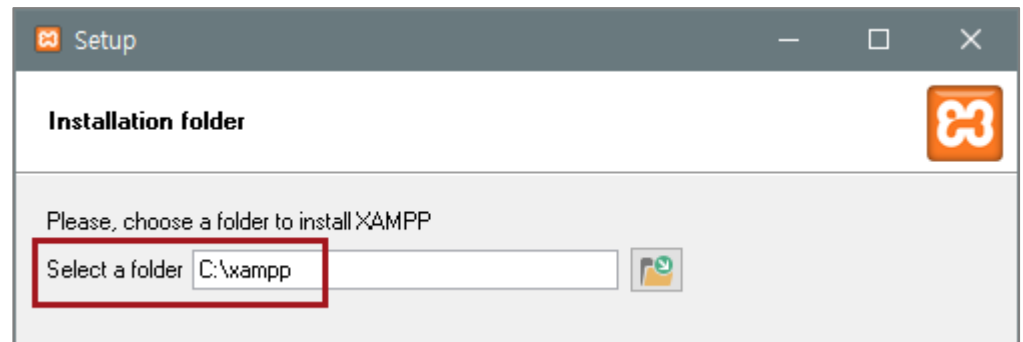 Setup
Installation folder
Please, choose a folder to install XAMPP
Select a folder C:\xampp